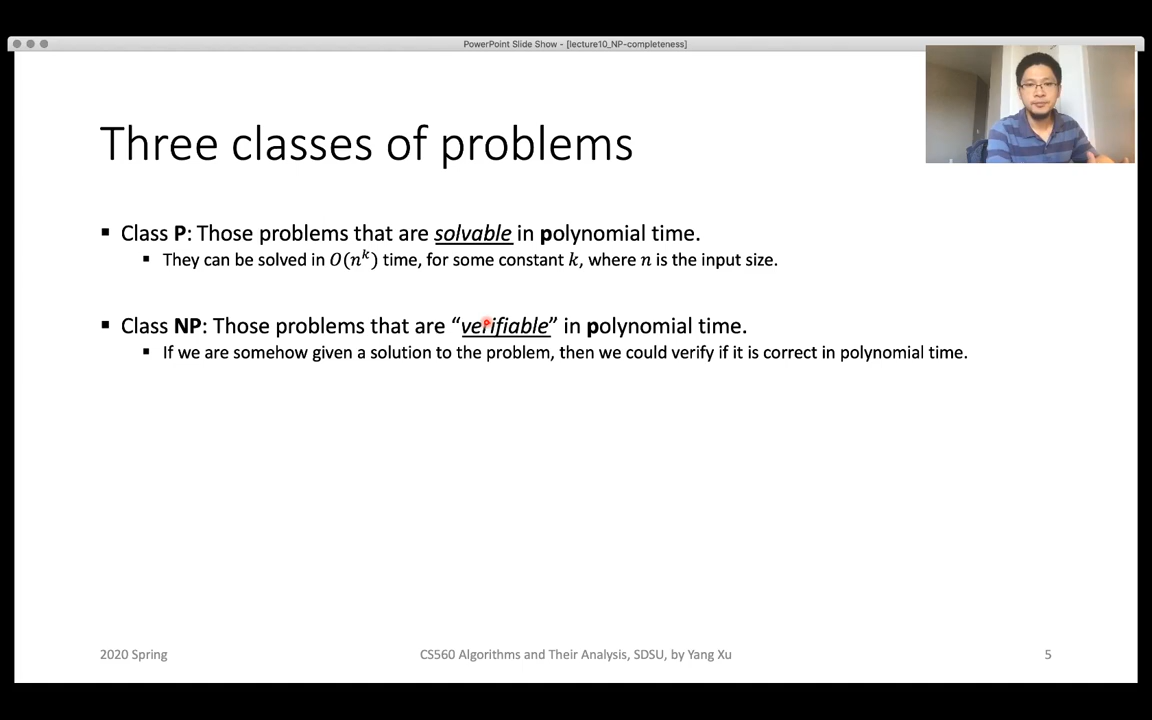 PowerPoint Slide Show - [lecture10_NP-completeness]
Three classes of problems
▪ Class P: Those problems that are solvable in polynomial time.
▪ They can be solved in O(n^k) time, for some constant k, where n is the input size.
▪ Class NP: Those problems that are “verifiable” in polynomial time.
▪ If we are somehow given a solution to the problem, then we could verify if it is correct in polynomial time.
2020 Spring
CS560 Algorithms and Their Analysis, SDSU, by Yang Xu
5